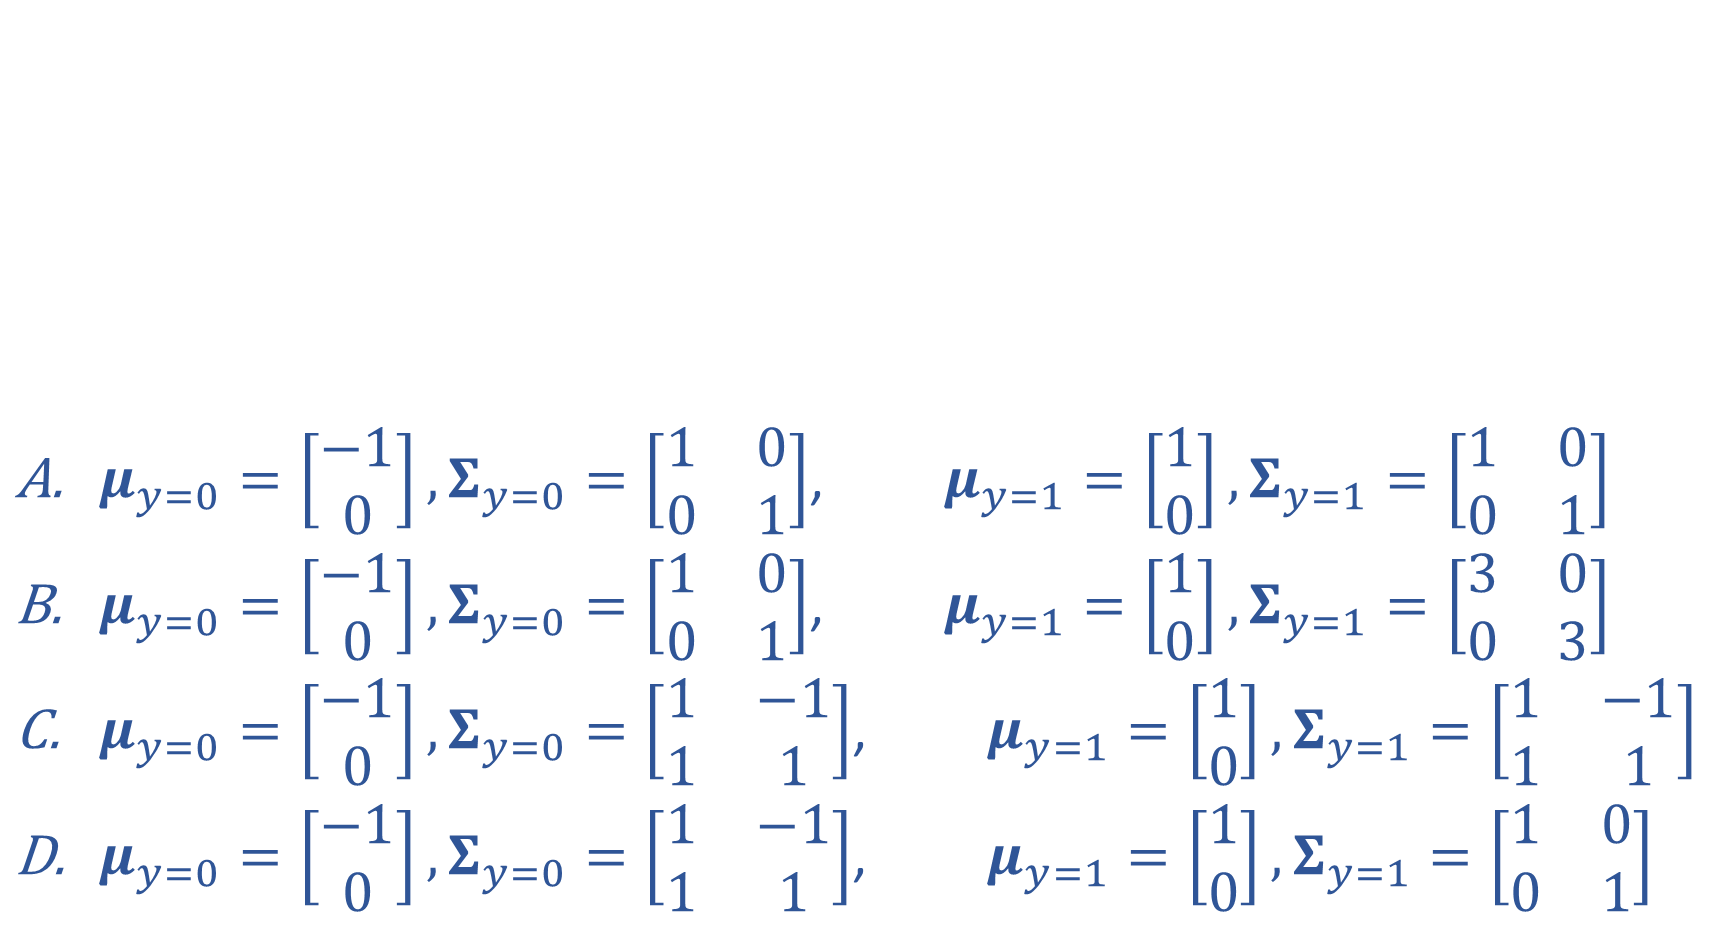 A. μ_{y=0} = [−1; 0], Σ_{y=0} = [1 0; 0 1], μ_{y=1} = [1; 0], Σ_{y=1} = [1 0; 0 1]
B. μ_{y=0} = [−1; 0], Σ_{y=0} = [1 0; 0 1], μ_{y=1} = [1; 0], Σ_{y=1} = [3 0; 0 3]
C. μ_{y=0} = [−1; 0], Σ_{y=0} = [1 −1; 1 1], μ_{y=1} = [1; 0], Σ_{y=1} = [1 −1; 1 1]
D. μ_{y=0} = [−1; 0], Σ_{y=0} = [1 −1; 1 1], μ_{y=1} = [1; 0], Σ_{y=1} = [1 0; 0 1]